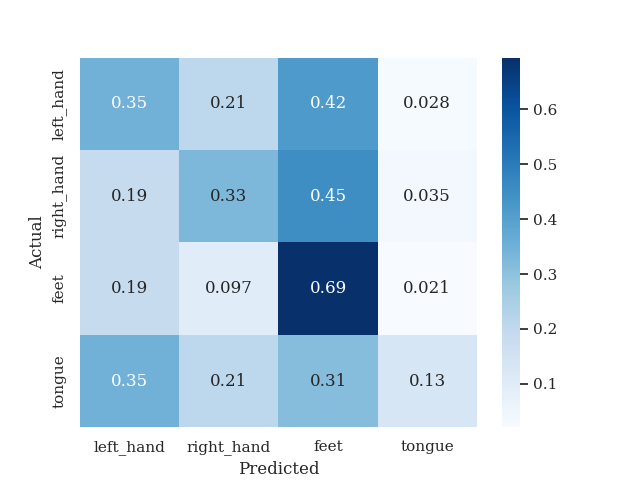 left_hand 0.35 0.21 0.42 0.028
right_hand 0.19 0.33 0.45 0.035
feet 0.19 0.097 0.69 0.021
tongue 0.35 0.21 0.31 0.13
Actual
left_hand right_hand feet tongue
Predicted
0.6
0.5
0.4
0.3
0.2
0.1